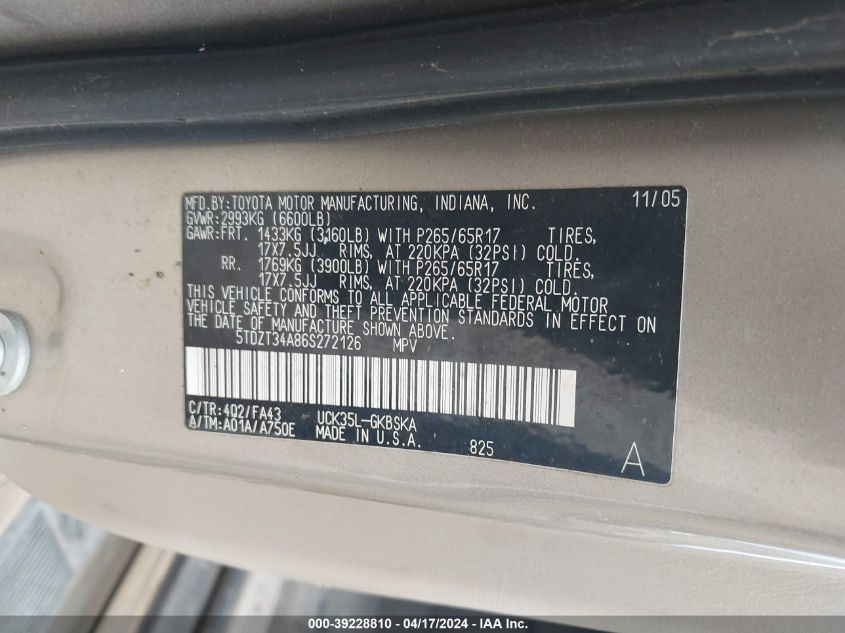 MFD.BY:TOYOTA MOTOR MANUFACTURING, INDIANA, INC. 11/05
GVWR:2993KG (6600LB)
GAWR:FRT. 1433KG (3,160LB) WITH P265/65R17 TIRES,
17X7.5JJ RIMS, AT 220KPA (32PSI) COLD.
RR. 1769KG (3900LB) WITH P265/65R17 TIRES,
17X7.5JJ RIMS, AT 220KPA (32PSI) COLD.
THIS VEHICLE CONFORMS TO ALL APPLICABLE FEDERAL MOTOR
VEHICLE SAFETY AND THEFT PREVENTION STANDARDS IN EFFECT ON
THE DATE OF MANUFACTURE SHOWN ABOVE.
5TDZT34A86S272126 MPV
C/TR:4Q2/FA43 UCK35L-GKBSKA
A/TM:A01A/A750E MADE IN U.S.A. 825
A
000-39228810 - 04/17/2024 - IAAI.com